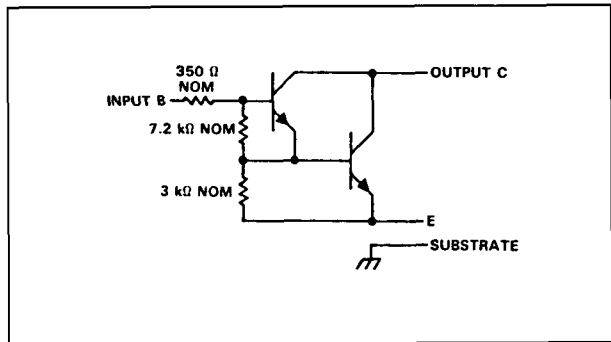 350 Ω
NOM
OUTPUT C
INPUT B
7.2 kΩ NOM
3 kΩ NOM
E
SUBSTRATE